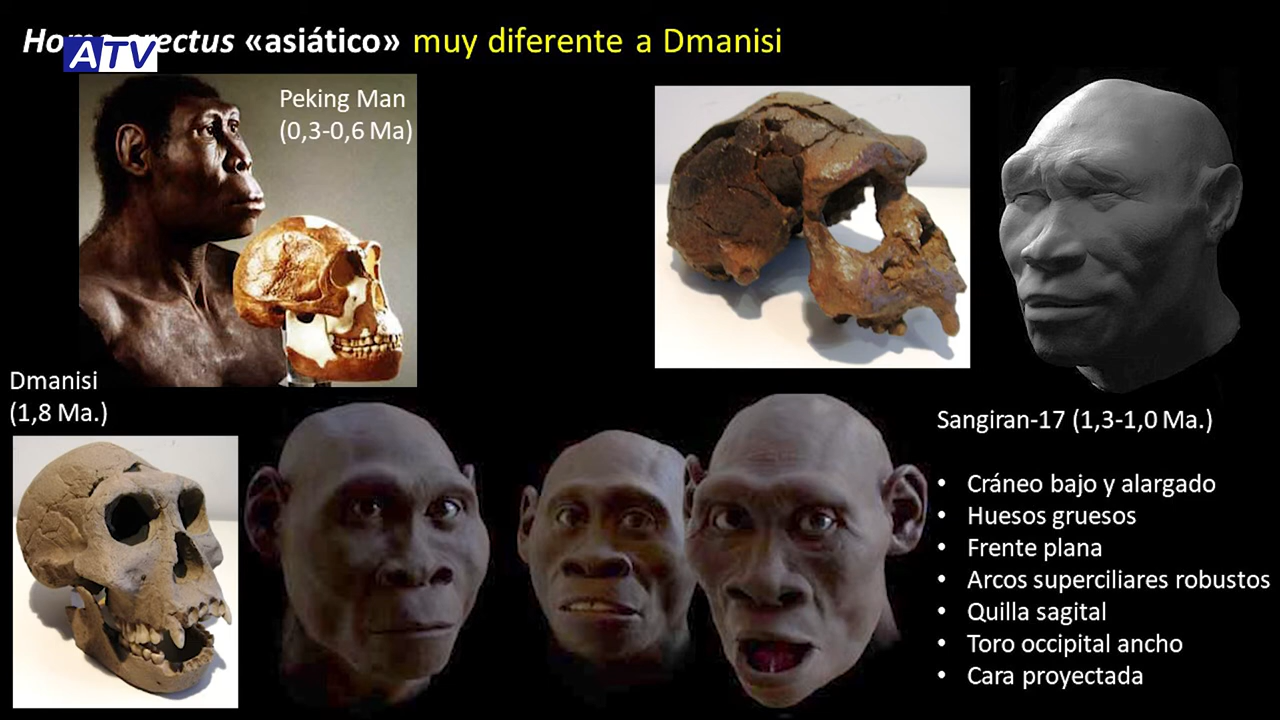 Homo erectus «asiático» muy diferente a Dmanisi
ATV
Peking Man
(0,3-0,6 Ma)
Dmanisi
(1,8 Ma.)
Sangiran-17 (1,3-1,0 Ma.)
• Cráneo bajo y alargado
• Huesos gruesos
• Frente plana
• Arcos superciliares robustos
• Quilla sagital
• Toro occipital ancho
• Cara proyectada